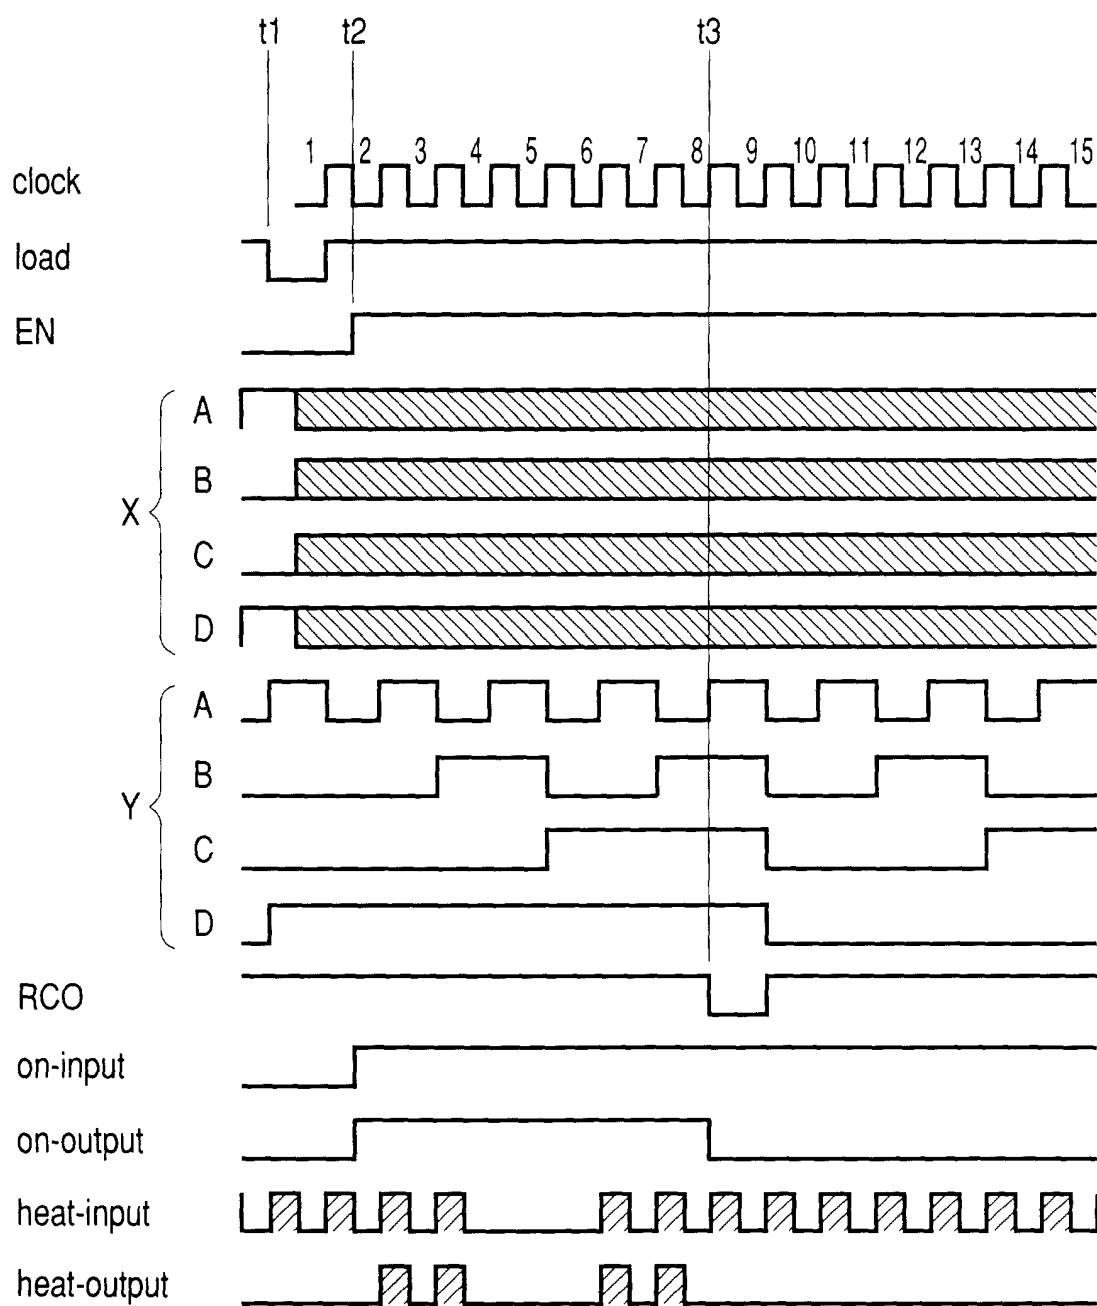 t1 t2 t3
1 2 3 4 5 6 7 8 9 10 11 12 13 14 15
clock
load
EN
X
A
B
C
D
Y
A
B
C
D
RCO
on-input
on-output
heat-input
heat-output